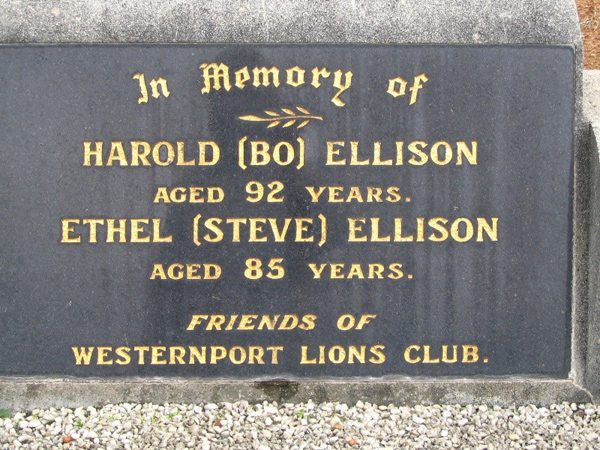 In Memory of
HAROLD (BO) ELLISON
AGED 92 YEARS.
ETHEL (STEVE) ELLISON
AGED 85 YEARS.
FRIENDS OF
WESTERNPORT LIONS CLUB.